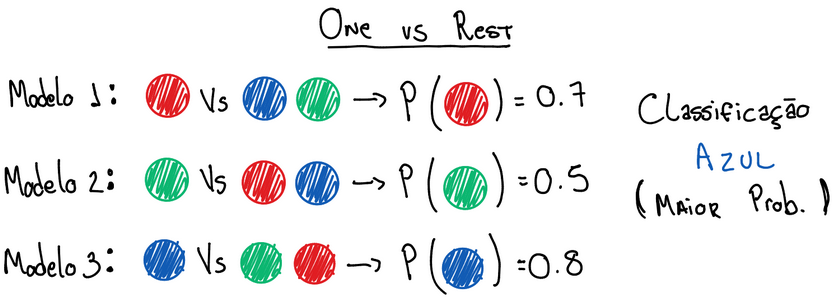 One vs Rest
Modelo 1: Vs → P ( ) = 0.7
Modelo 2: Vs → P ( ) = 0.5
Modelo 3: Vs → P ( ) = 0.8
Classificação
AZUL
(Maior Prob.)